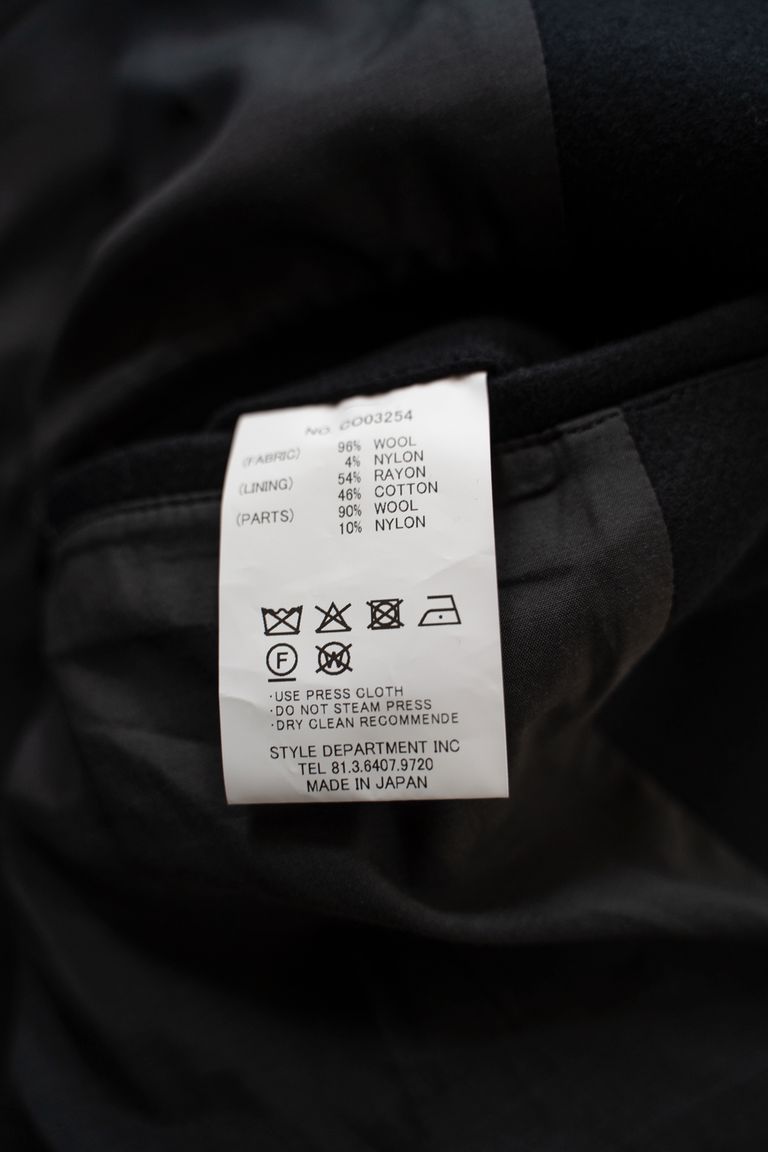 NO. CO03254
(FABRIC) 96% WOOL
4% NYLON
(LINING) 54% RAYON
46% COTTON
(PARTS) 90% WOOL
10% NYLON
F W
·USE PRESS CLOTH
·DO NOT STEAM PRESS
·DRY CLEAN RECOMMENDE
STYLE DEPARTMENT INC
TEL 81.3.6407.9720
MADE IN JAPAN